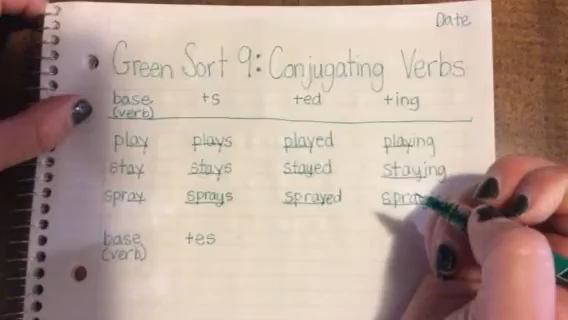 Date
Green Sort 9: Conjugating Verbs
base (verb) +s +ed +ing
play plays played playing
stay stays stayed staying
spray sprays sprayed
base (verb) +es